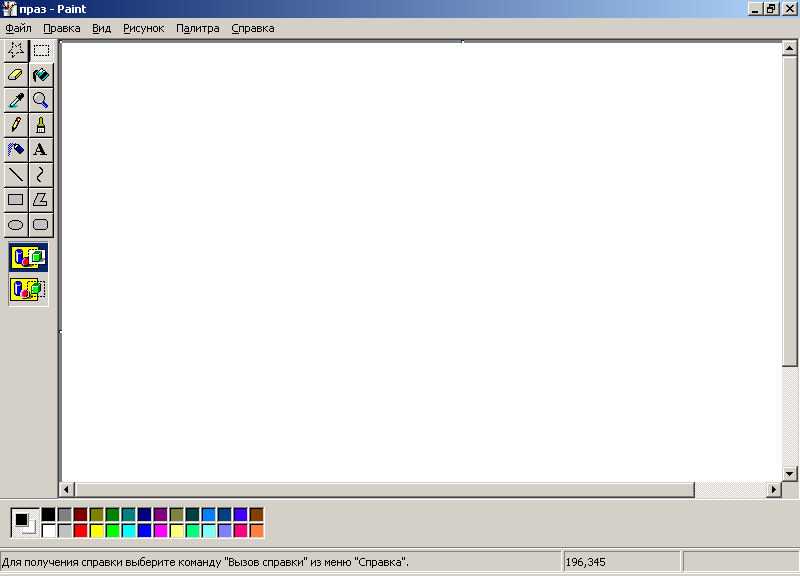 праз - Paint
Файл Правка Вид Рисунок Палитра Справка
A
Для получения справки выберите команду "Вызов справки" из меню "Справка". 196,345